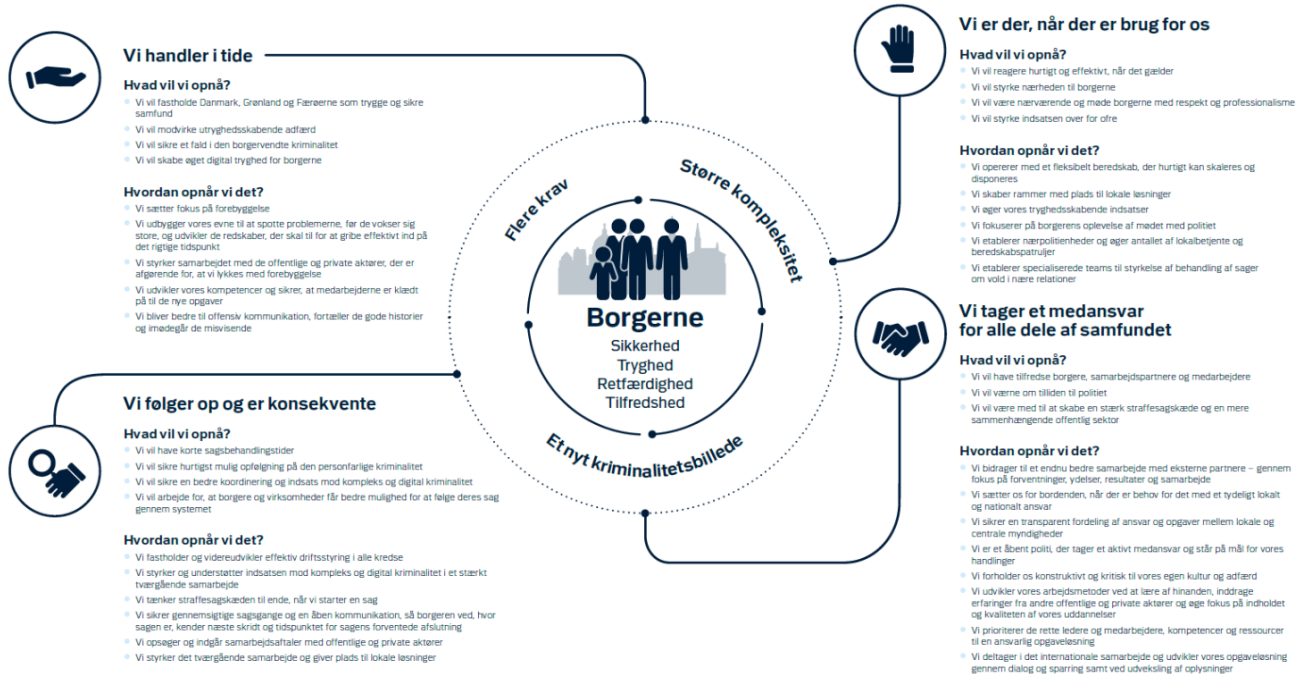 Vi handler i tide
Hvad vil vi opnå?
Vi vil fastholde Danmark, Grønland og Færøerne som trygge og sikre
samfund
Vi vil modvirke utryghedsskabende adfærd
Vi vil sikre et fald i den borgervendte kriminalitet
Vi vil skabe øget digital tryghed for borgerne
Hvordan opnår vi det?
Vi sætter fokus på forebyggelse
Vi udbygger vores evne til at spotte problemerne, før de vokser sig
store, og udvikler de redskaber, der skal til for at gribe effektivt ind på
det rigtige tidspunkt
Vi styrker samarbejdet med de offentlige og private aktører, der er
afgørende for, at vi lykkes med forebyggelse
Vi udvikler vores kompetencer og sikrer, at medarbejderne er klædt
på til de nye opgaver
Vi bliver bedre til offensiv kommunikation, fortæller de gode historier
og imødegår de misvisende
Vi følger op og er konsekvente
Hvad vil vi opnå?
Vi vil have korte sagsbehandlingstider
Vi vil sikre hurtigst mulig opfølgning på den personfarlige kriminalitet
Vi vil sikre en bedre koordinering og indsats mod kompleks og digital kriminalitet
Vi vil arbejde for, at borgere og virksomheder får bedre mulighed for at følge deres sag
gennem systemet
Hvordan opnår vi det?
Vi fastholder og videreudvikler effektiv driftsstyring i alle kredse
Vi styrker og understøtter indsatsen mod kompleks og digital kriminalitet i et stærkt
tværgående samarbejde
Vi tænker straffesagskæden til ende, når vi starter en sag
Vi sikrer gennemsigtige sagsgange og en åben kommunikation, så borgeren ved, hvor
sagen er, kender næste skridt og tidspunktet for sagens forventede afslutning
Vi opsøger og indgår samarbejdsaftaler med offentlige og private aktører
Vi styrker det tværgående samarbejde og giver plads til lokale løsninger
Flere krav
Større kompleksitet
Et nyt kriminalitetsbillede
Borgerne
Sikkerhed
Tryghed
Retfærdighed
Tilfredshed
Vi er der, når der er brug for os
Hvad vil vi opnå?
Vi vil reagere hurtigt og effektivt, når det gælder
Vi vil styrke nærheden til borgerne
Vi vil være nærværende og møde borgerne med respekt og professionalisme
Vi vil styrke indsatsen over for ofre
Hvordan opnår vi det?
Vi opererer med et fleksibelt beredskab, der hurtigt kan skaleres og
disponeres
Vi skaber rammer med plads til lokale løsninger
Vi øger vores tryghedsskabende indsatser
Vi fokuserer på borgerens oplevelse af mødet med politiet
Vi etablerer nærpolitienheder og øger antallet af lokalbetjente og
beredskabspatruljer
Vi etablerer specialiserede teams til styrkelse af behandling af sager
om vold i nære relationer
Vi tager et medansvar
for alle dele af samfundet
Hvad vil vi opnå?
Vi vil have tilfredse borgere, samarbejdspartnere og medarbejdere
Vi vil værne om tilliden til politiet
Vi vil være med til at skabe en stærk straffesagskæde og en mere
sammenhængende offentlig sektor
Hvordan opnår vi det?
Vi bidrager til et endnu bedre samarbejde med eksterne partnere – gennem
fokus på forventninger, ydelser, resultater og samarbejde
Vi sætter os for bordenden, når der er behov for det med et tydeligt lokalt
og nationalt ansvar
Vi sikrer en transparent fordeling af ansvar og opgaver mellem lokale og
centrale myndigheder
Vi er et åbent politi, der tager et aktivt medansvar og står på mål for vores
handlinger
Vi forholder os konstruktivt og kritisk til vores egen kultur og adfærd
Vi udvikler vores arbejdsmetoder ved at lære af hinanden, inddrage
erfaringer fra andre offentlige og private aktører og øge fokus på indholdet
og kvaliteten af vores uddannelser
Vi prioriterer de rette ledere og medarbejdere, kompetencer og ressourcer
til en ansvarlig opgaveløsning
Vi deltager i det internationale samarbejde og udvikler vores opgaveløsning
gennem dialog og sparring samt ved udveksling af oplysninger